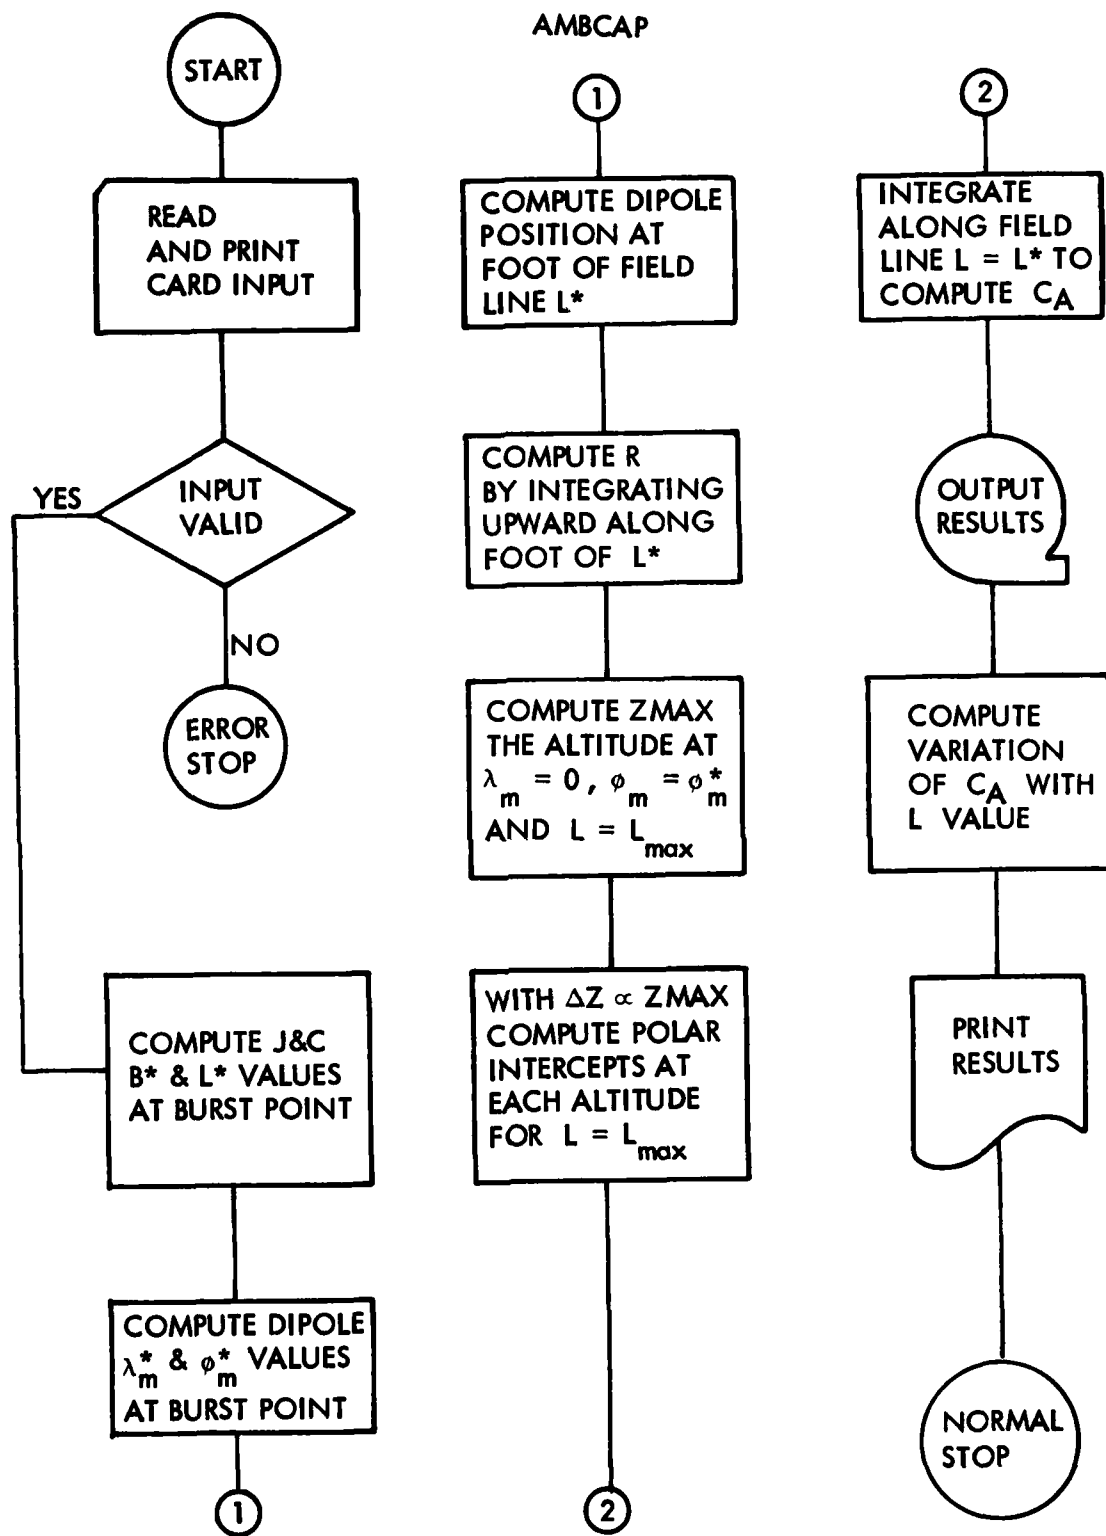 AMBCAP
START
READ
AND PRINT
CARD INPUT
INPUT
VALID
YES
NO
ERROR
STOP
COMPUTE J&C
B* & L* VALUES
AT BURST POINT
COMPUTE DIPOLE
λ*m & φ*m VALUES
AT BURST POINT
1
1
COMPUTE DIPOLE
POSITION AT
FOOT OF FIELD
LINE L*
COMPUTE R
BY INTEGRATING
UPWARD ALONG
FOOT OF L*
COMPUTE ZMAX
THE ALTITUDE AT
λm = 0, φm = φ*m
AND L = Lmax
WITH ΔZ ∝ ZMAX
COMPUTE POLAR
INTERCEPTS AT
EACH ALTITUDE
FOR L = Lmax
2
2
INTEGRATE
ALONG FIELD
LINE L = L* TO
COMPUTE CA
OUTPUT
RESULTS
COMPUTE
VARIATION
OF CA WITH
L VALUE
PRINT
RESULTS
NORMAL
STOP